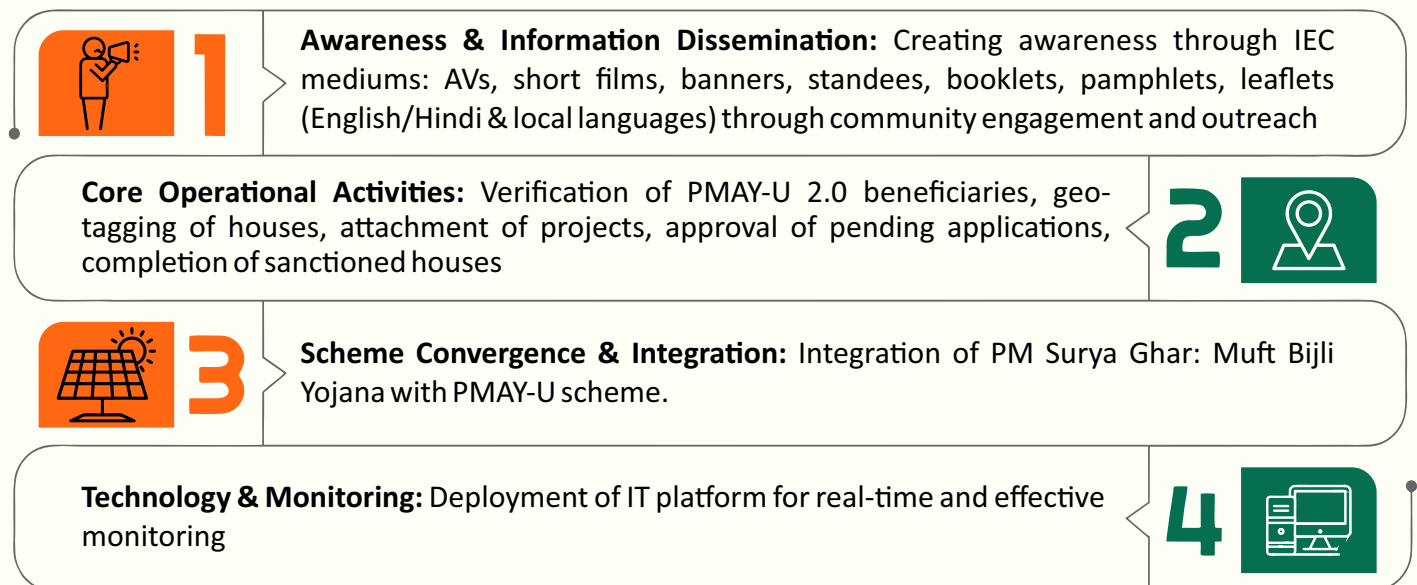 1
Awareness & Information Dissemination: Creating awareness through IEC
mediums: AVs, short films, banners, standees, booklets, pamphlets, leaflets
(English/Hindi & local languages) through community engagement and outreach
Core Operational Activities: Verification of PMAY-U 2.0 beneficiaries, geo-
tagging of houses, attachment of projects, approval of pending applications,
completion of sanctioned houses
2
3
Scheme Convergence & Integration: Integration of PM Surya Ghar: Muft Bijli
Yojana with PMAY-U scheme.
Technology & Monitoring: Deployment of IT platform for real-time and effective
monitoring
4